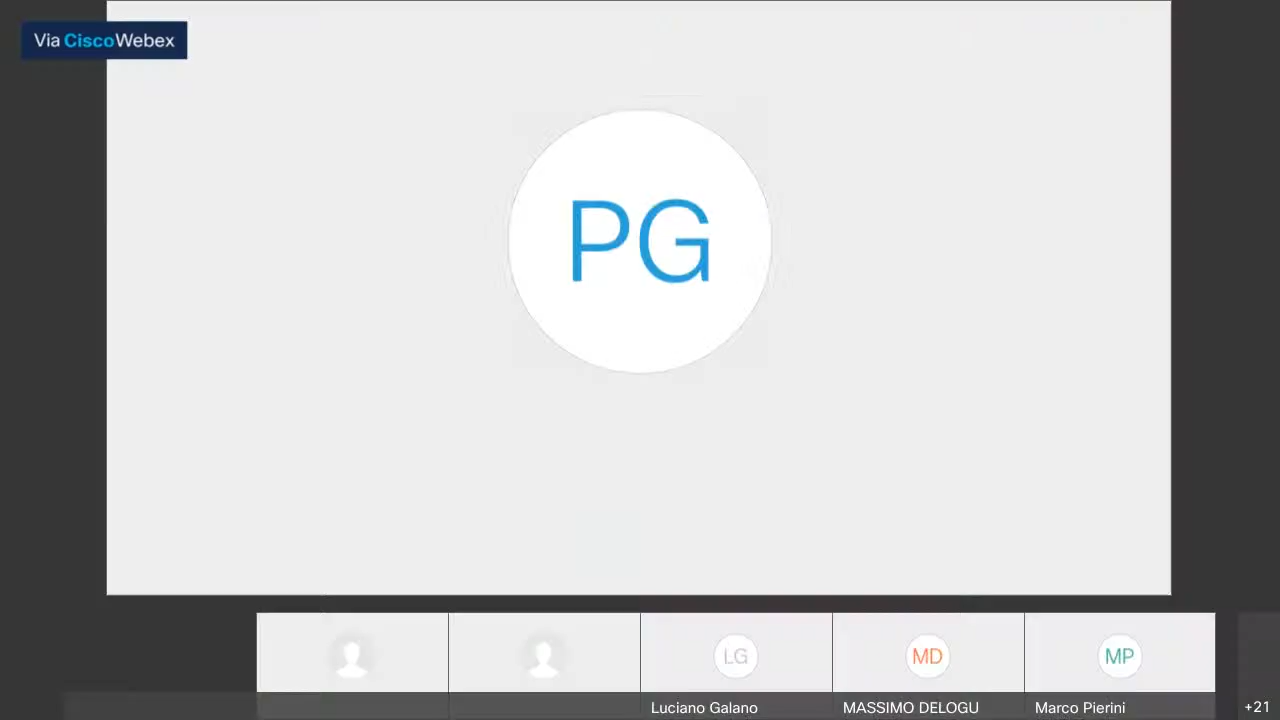 Via CiscoWebex
PG
LG
MD
MP
Luciano Galano
MASSIMO DELOGU
Marco Pierini
+21